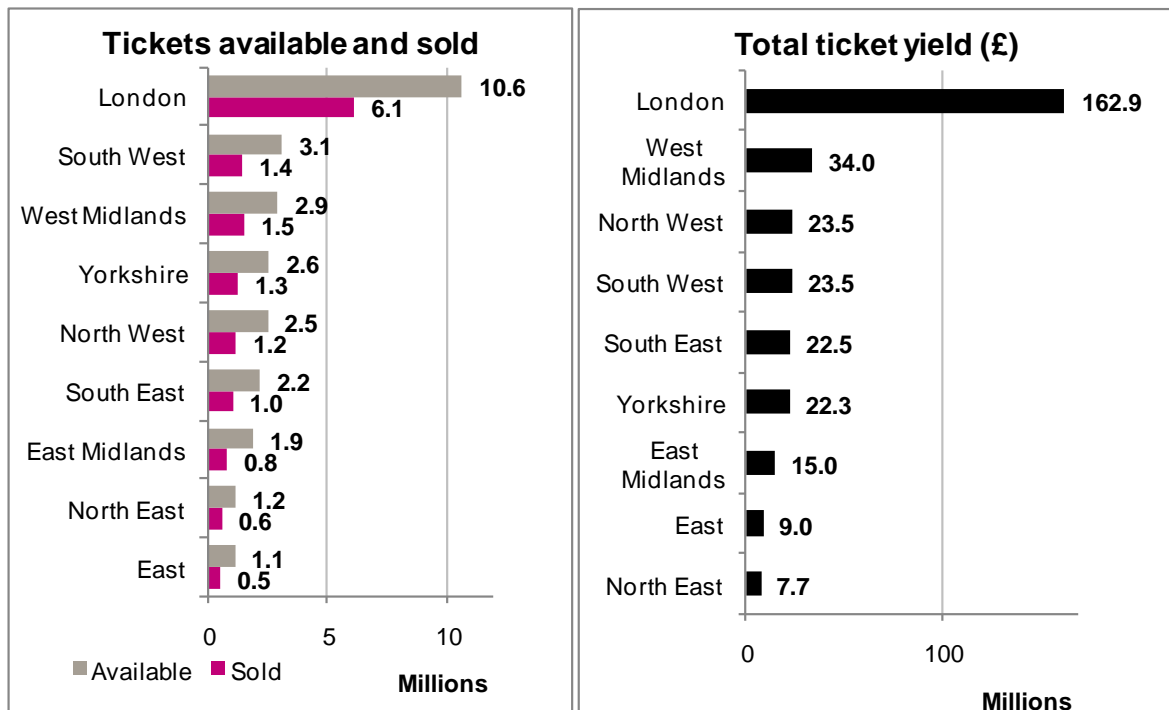 Tickets available and sold
London
10.6
6.1
South West
3.1
1.4
West Midlands
2.9
1.5
Yorkshire
2.6
1.3
North West
2.5
1.2
South East
2.2
1.0
East Midlands
1.9
0.8
North East
1.2
0.6
East
1.1
0.5
0 5 10
Available Sold
Millions
Total ticket yield (£)
London
162.9
West
Midlands
34.0
North West
23.5
South West
23.5
South East
22.5
Yorkshire
22.3
East
Midlands
15.0
East
9.0
North East
7.7
0 100
Millions